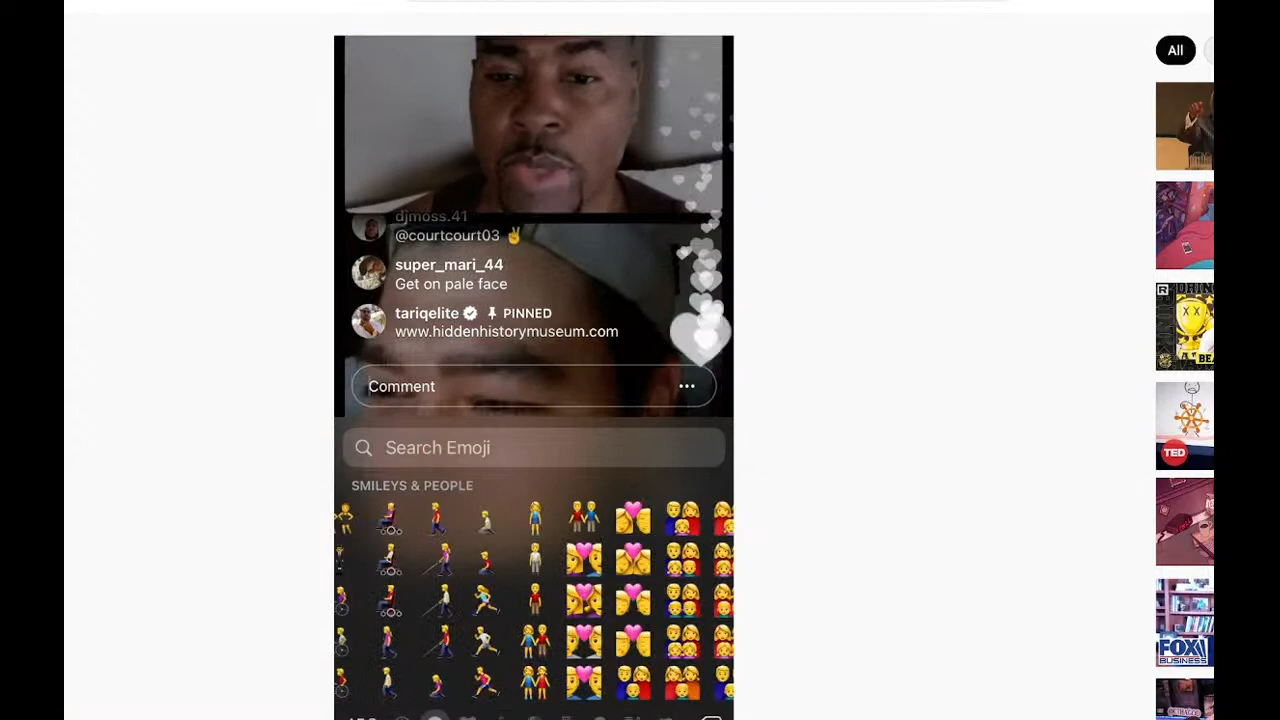 All
djmoss.41
@courtcourt03 ✌
super_mari_44
Get on pale face
tariqelite PINNED
www.hiddenhistorymuseum.com
Comment
Search Emoji
SMILEYS & PEOPLE
TED
FOX
BUSINESS